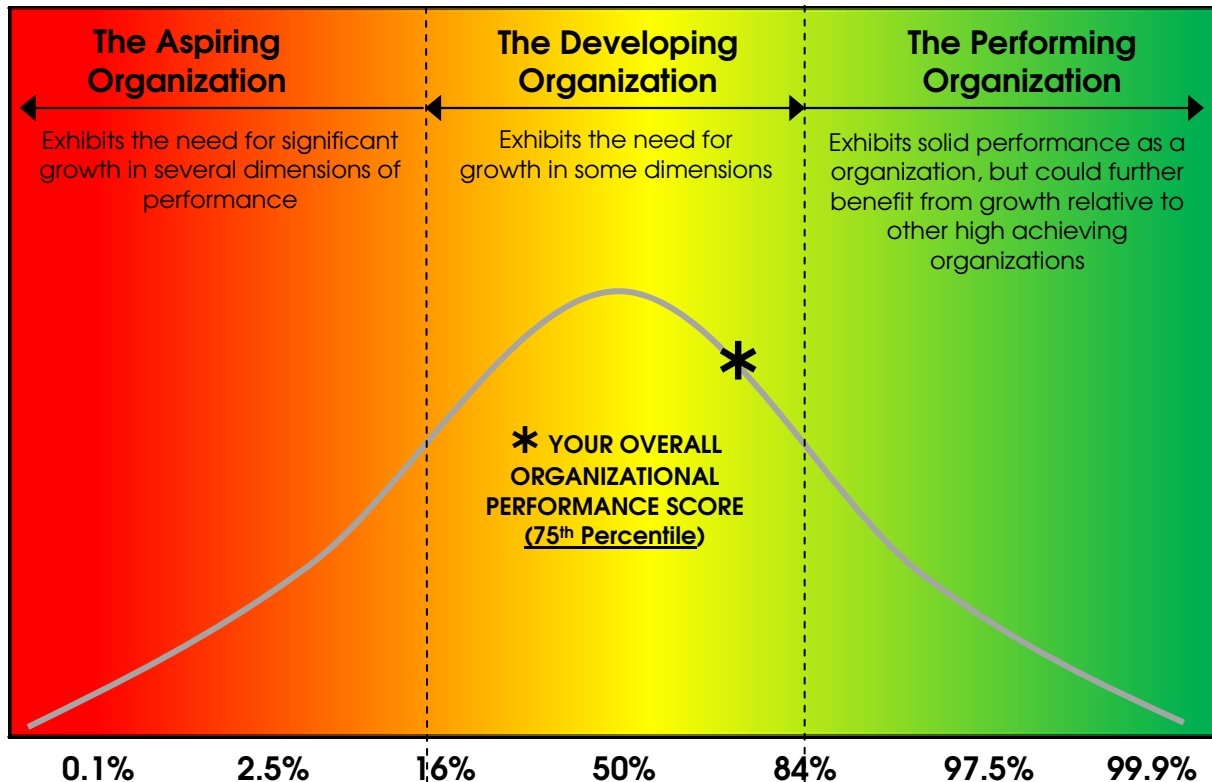 The Aspiring
Organization
Exhibits the need for significant
growth in several dimensions of
performance
The Developing
Organization
Exhibits the need for
growth in some dimensions
The Performing
Organization
Exhibits solid performance as a
organization, but could further
benefit from growth relative to
other high achieving
organizations
* YOUR OVERALL
ORGANIZATIONAL
PERFORMANCE SCORE
(75th Percentile)
0.1% 2.5% 16% 50% 84% 97.5% 99.9%